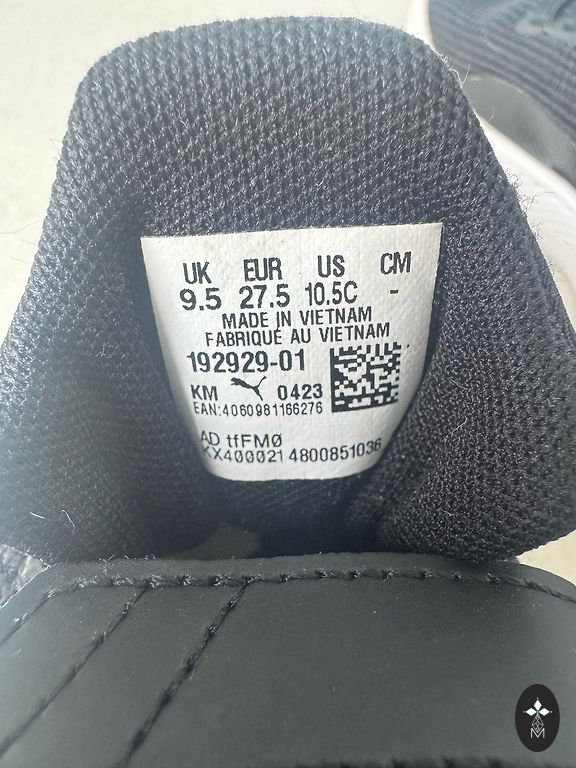 UK EUR US CM
9.5 27.5 10.5C -
MADE IN VIETNAM
FABRIQUÉ AU VIETNAM
192929-01
KM 0423
EAN:4060981166276
AD tfFMØ
KX400021 4800851036
M